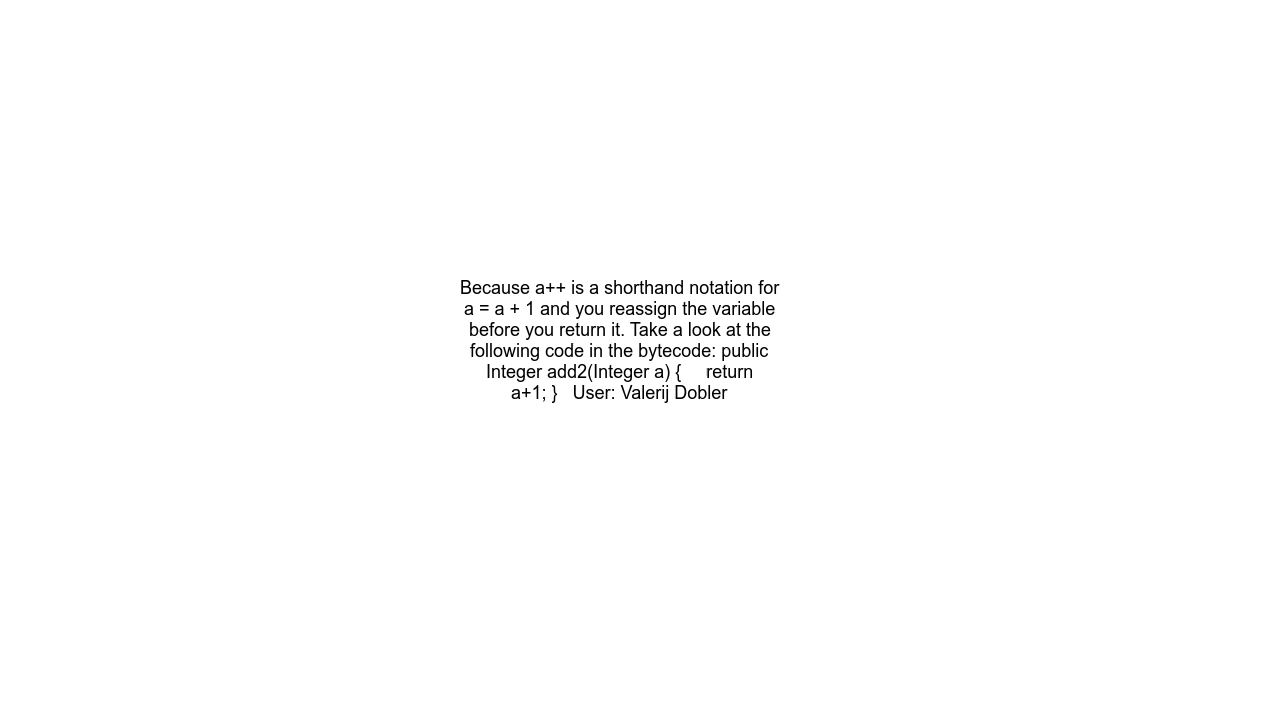 Because a++ is a shorthand notation for
a = a + 1 and you reassign the variable
before you return it. Take a look at the
following code in the bytecode: public
Integer add2(Integer a) {     return
a+1; }   User: Valerij Dobler